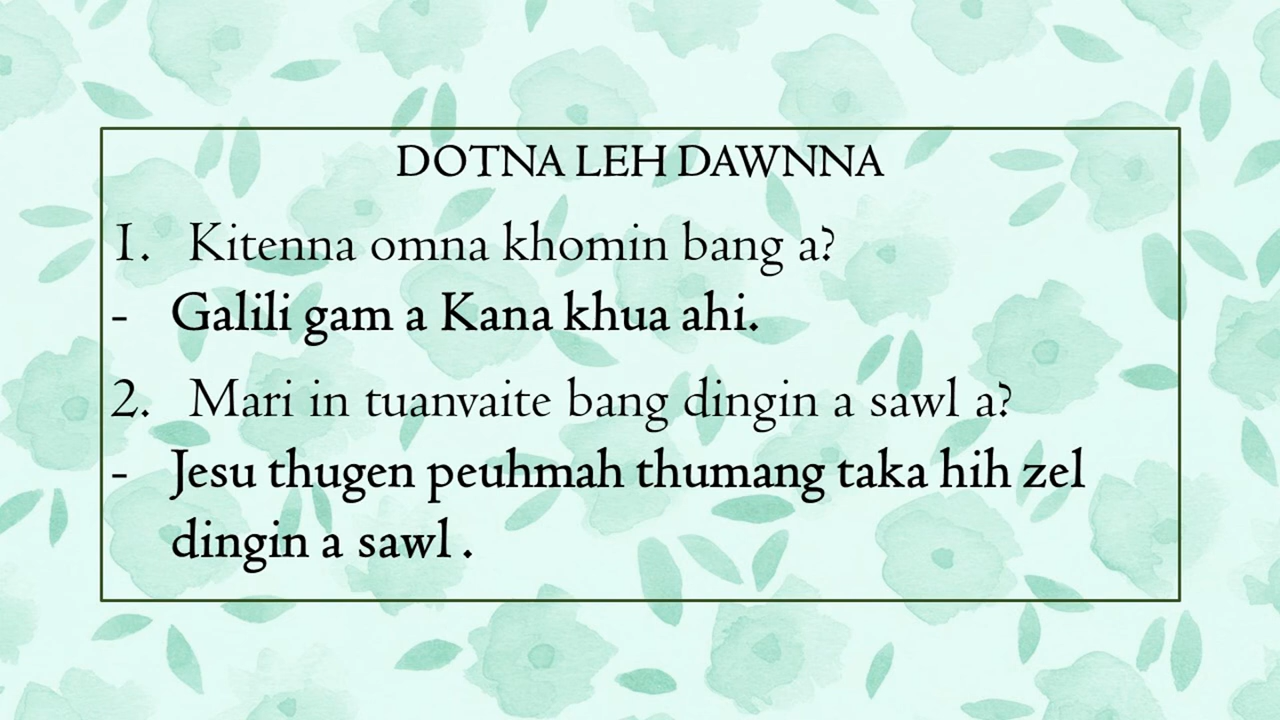 DOTNA LEH DAWNNA
1. Kitenna omna khomin bang a?
- Galili gam a Kana khua ahi.
2. Mari in tuanvaite bang dingin a sawl a?
- Jesu thugen peuhmah thumang taka hih zel
dingin a sawl .